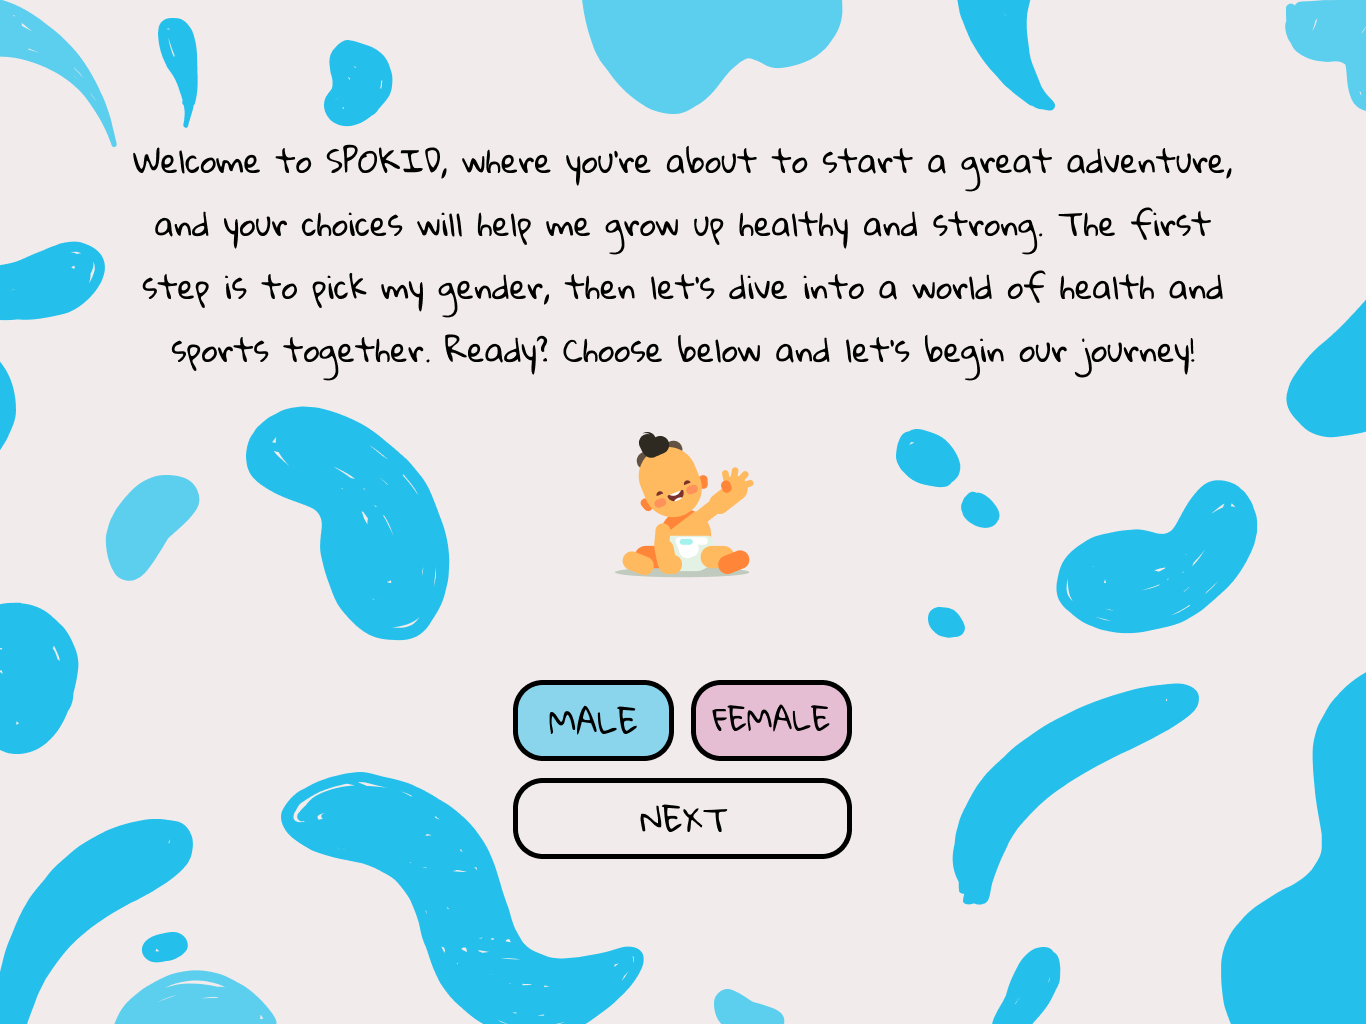 Welcome to SPOKID, where you're about to start a great adventure,
and your choices will help me grow up healthy and strong. The first
step is to pick my gender, then let's dive into a world of health and
sports together. Ready? Choose below and let's begin our journey!
MALE FEMALE
NEXT